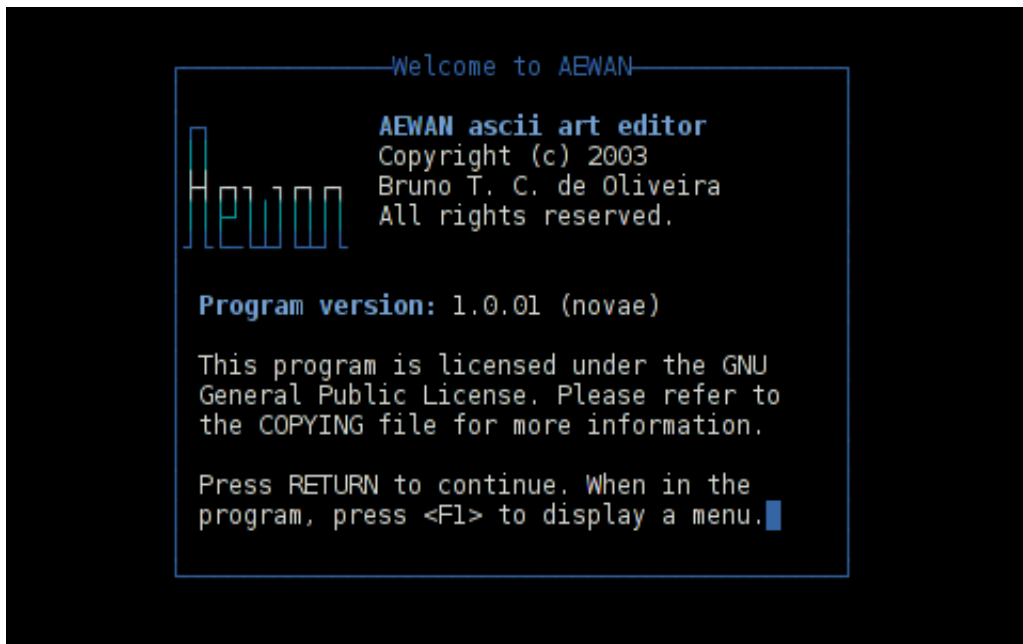 Welcome to AEWAN
AEWAN ascii art editor
Copyright (c) 2003
Aewan
Bruno T. C. de Oliveira
All rights reserved.
Program version: 1.0.01 (novae)
This program is licensed under the GNU
General Public License. Please refer to
the COPYING file for more information.
Press RETURN to continue. When in the
program, press <F1> to display a menu.